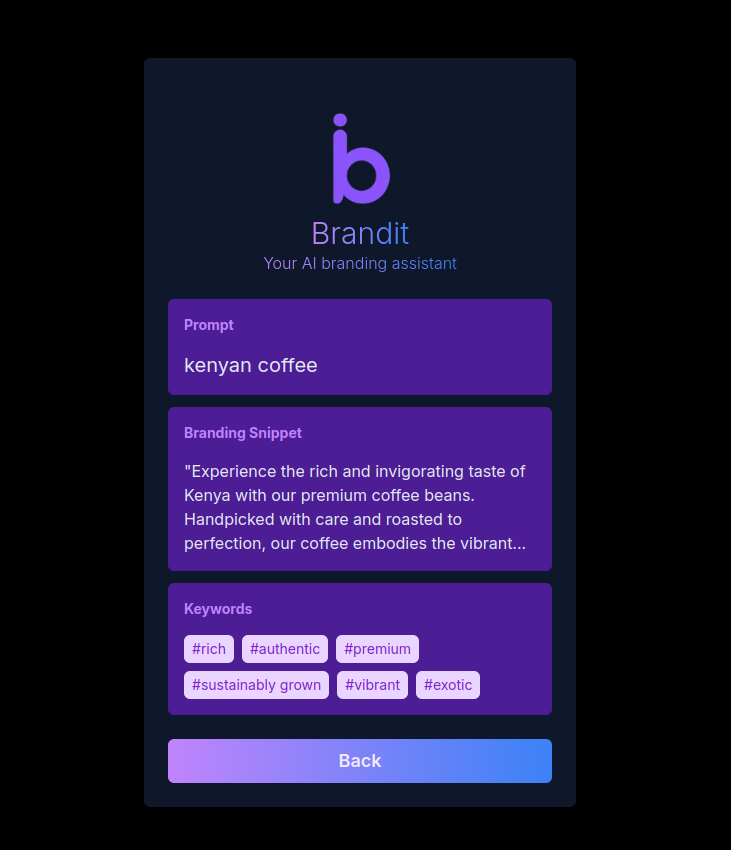 Brandit
Your AI branding assistant
Prompt
kenyan coffee
Branding Snippet
"Experience the rich and invigorating taste of
Kenya with our premium coffee beans.
Handpicked with care and roasted to
perfection, our coffee embodies the vibrant...
Keywords
#rich #authentic #premium
#sustainably grown #vibrant #exotic
Back